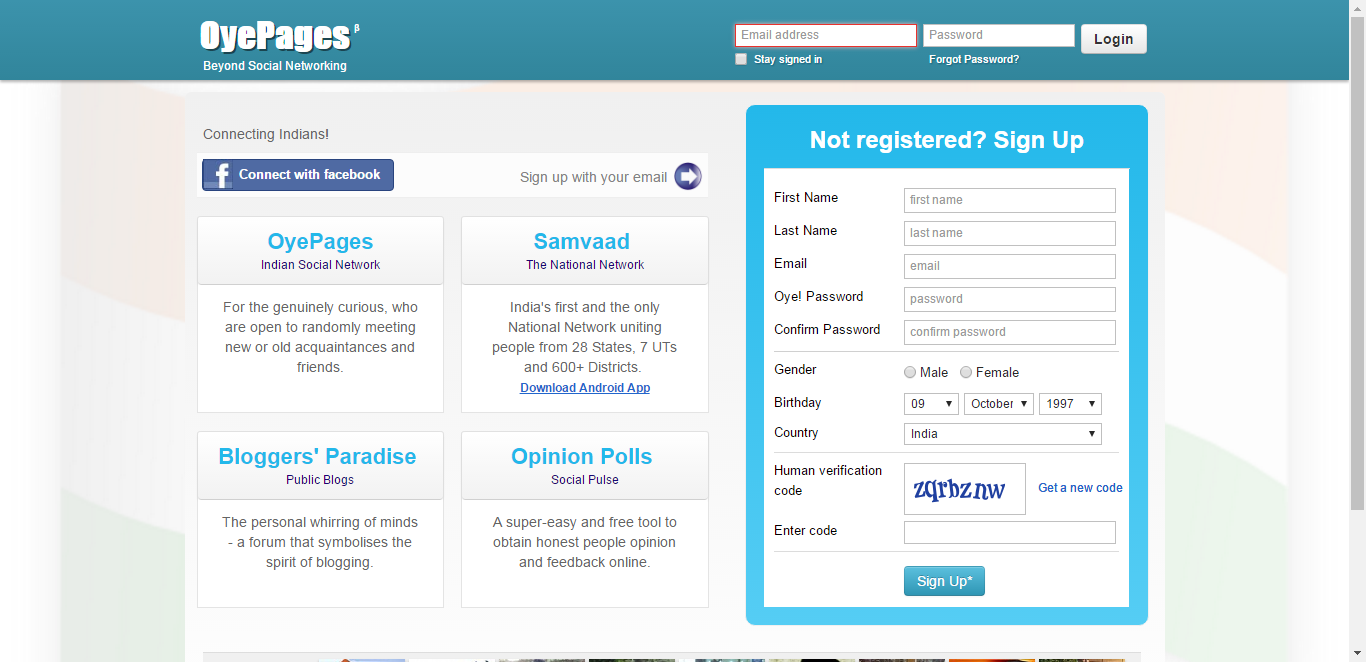 OyePages β
Beyond Social Networking
Email address
Password
Login
Stay signed in
Forgot Password?
Connecting Indians!
f Connect with facebook
Sign up with your email
OyePages
Indian Social Network
For the genuinely curious, who
are open to randomly meeting
new or old acquaintances and
friends.
Samvaad
The National Network
India's first and the only
National Network uniting
people from 28 States, 7 UTs
and 600+ Districts.
Download Android App
Bloggers' Paradise
Public Blogs
The personal whirring of minds
- a forum that symbolises the
spirit of blogging.
Opinion Polls
Social Pulse
A super-easy and free tool to
obtain honest people opinion
and feedback online.
Not registered? Sign Up
First Name
first name
Last Name
last name
Email
email
Oye! Password
password
Confirm Password
confirm password
Gender
Male
Female
Birthday
09
October
1997
Country
India
Human verification
code
zqrbznw
Get a new code
Enter code
Sign Up*